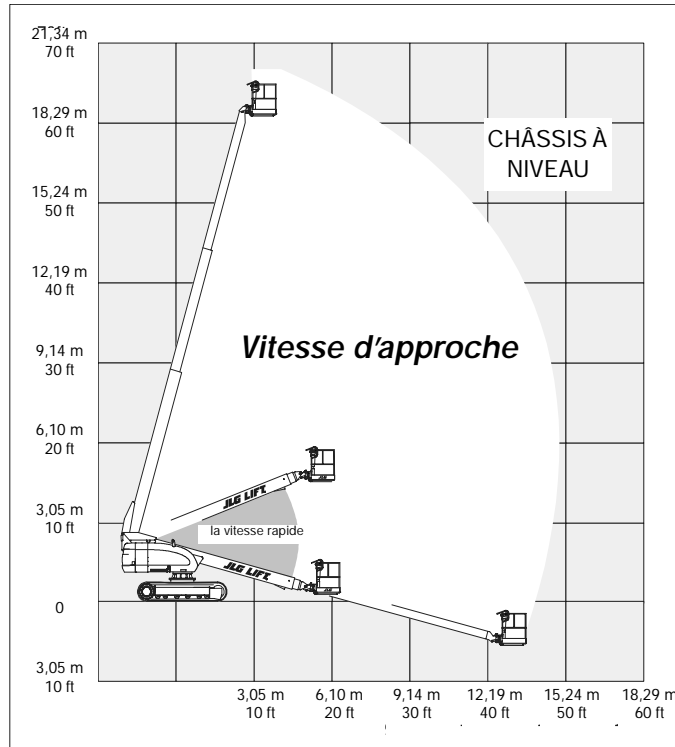 21,34 m
70 ft
18,29 m
60 ft
CHÂSSIS À
NIVEAU
15,24 m
50 ft
12,19 m
40 ft
Vitesse d'approche
9,14 m
30 ft
6,10 m
20 ft
JLG LIFT.
3,05 m
10 ft
la vitesse rapide
JLG LIFT.
0
3,05 m
10 ft
3,05 m
10 ft
6,10 m
20 ft
9,14 m
30 ft
12,19 m
40 ft
15,24 m
50 ft
18,29 m
60 ft